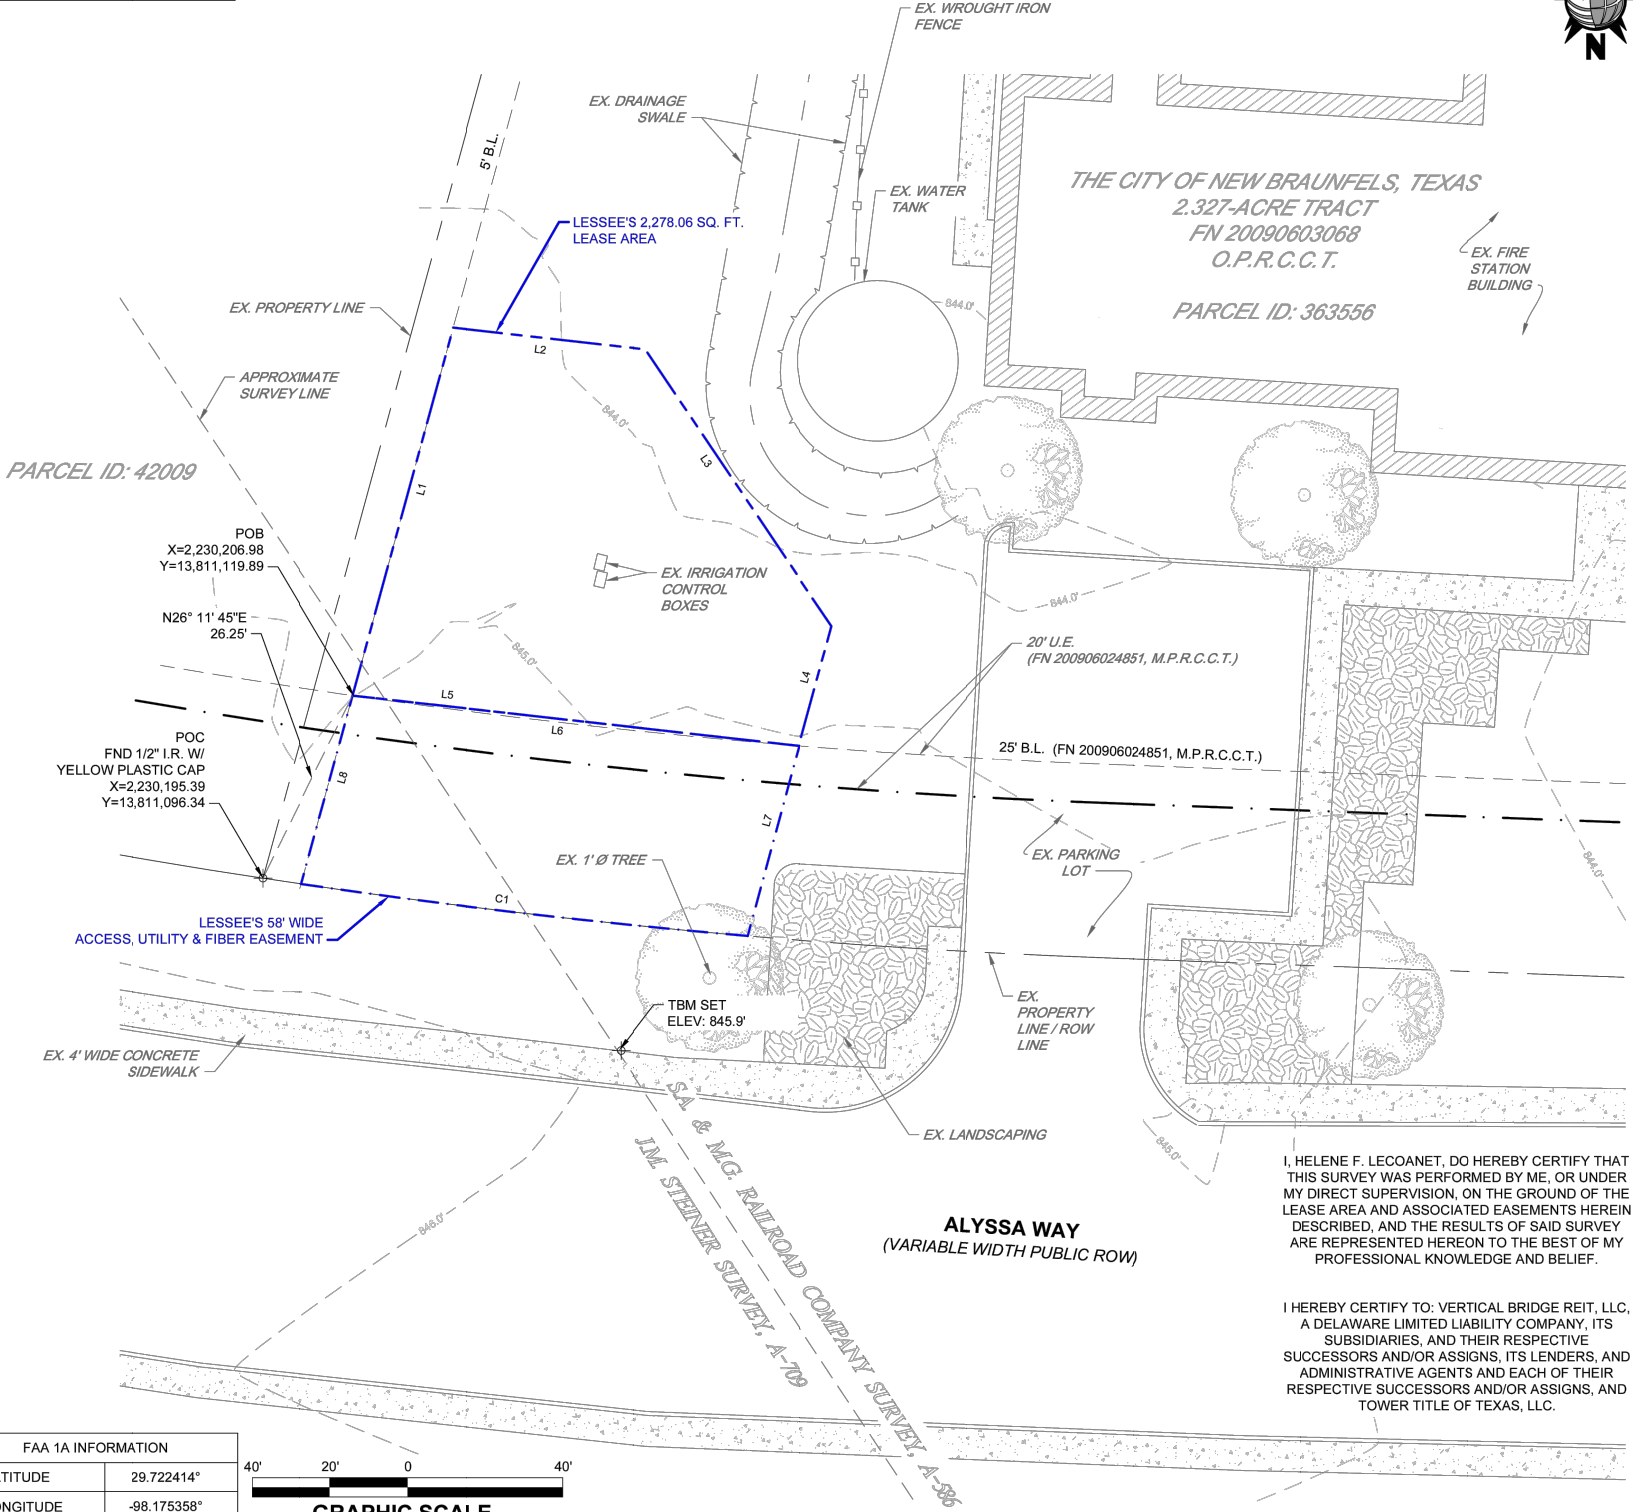 EX. WROUGHT IRON
FENCE
N
EX. DRAINAGE
SWALE
5' B.L.
EX. WATER
TANK
THE CITY OF NEW BRAUNFELS, TEXAS
2.327-ACRE TRACT
FN 20090603068
O.P.R.C.C.T.
PARCEL ID: 363556
EX. FIRE
STATION
BUILDING
LESSEE'S 2,278.06 SQ. FT.
LEASE AREA
EX. PROPERTY LINE
844.0'
L2
APPROXIMATE
SURVEY LINE
844.0'
L3
PARCEL ID: 42009
L1
POB
X=2,230,206.98
Y=13,811,119.89
EX. IRRIGATION
CONTROL
BOXES
844.0'
N26° 11' 45"E
26.25'
845.0'
20' U.E.
(FN 200906024851, M.P.R.C.C.T.)
L4
L5
L6
25' B.L. (FN 200906024851, M.P.R.C.C.T.)
POC
FND 1/2" I.R. W/
YELLOW PLASTIC CAP
X=2,230,195.39
Y=13,811,096.34
L8
L7
EX. 1' Ø TREE
EX. PARKING
LOT
844.0'
C1
LESSEE'S 58' WIDE
ACCESS, UTILITY & FIBER EASEMENT
TBM SET
ELEV: 845.9'
EX.
PROPERTY
LINE / ROW
LINE
EX. 4' WIDE CONCRETE
SIDEWALK
EX. LANDSCAPING
845.0'
S.A. & M.G. RAILROAD COMPANY SURVEY, A-586
J.M. STEINER SURVEY, A-709
846.0'
ALYSSA WAY
(VARIABLE WIDTH PUBLIC ROW)
I, HELENE F. LECOANET, DO HEREBY CERTIFY THAT
THIS SURVEY WAS PERFORMED BY ME, OR UNDER
MY DIRECT SUPERVISION, ON THE GROUND OF THE
LEASE AREA AND ASSOCIATED EASEMENTS HEREIN
DESCRIBED, AND THE RESULTS OF SAID SURVEY
ARE REPRESENTED HEREON TO THE BEST OF MY
PROFESSIONAL KNOWLEDGE AND BELIEF.
I HEREBY CERTIFY TO: VERTICAL BRIDGE REIT, LLC,
A DELAWARE LIMITED LIABILITY COMPANY, ITS
SUBSIDIARIES, AND THEIR RESPECTIVE
SUCCESSORS AND/OR ASSIGNS, ITS LENDERS, AND
ADMINISTRATIVE AGENTS AND EACH OF THEIR
RESPECTIVE SUCCESSORS AND/OR ASSIGNS, AND
TOWER TITLE OF TEXAS, LLC.
FAA 1A INFORMATION
TITUDE 29.722414°
NGITUDE -98.175358°
40' 20' 0 40'
GRAPHIC SCALE